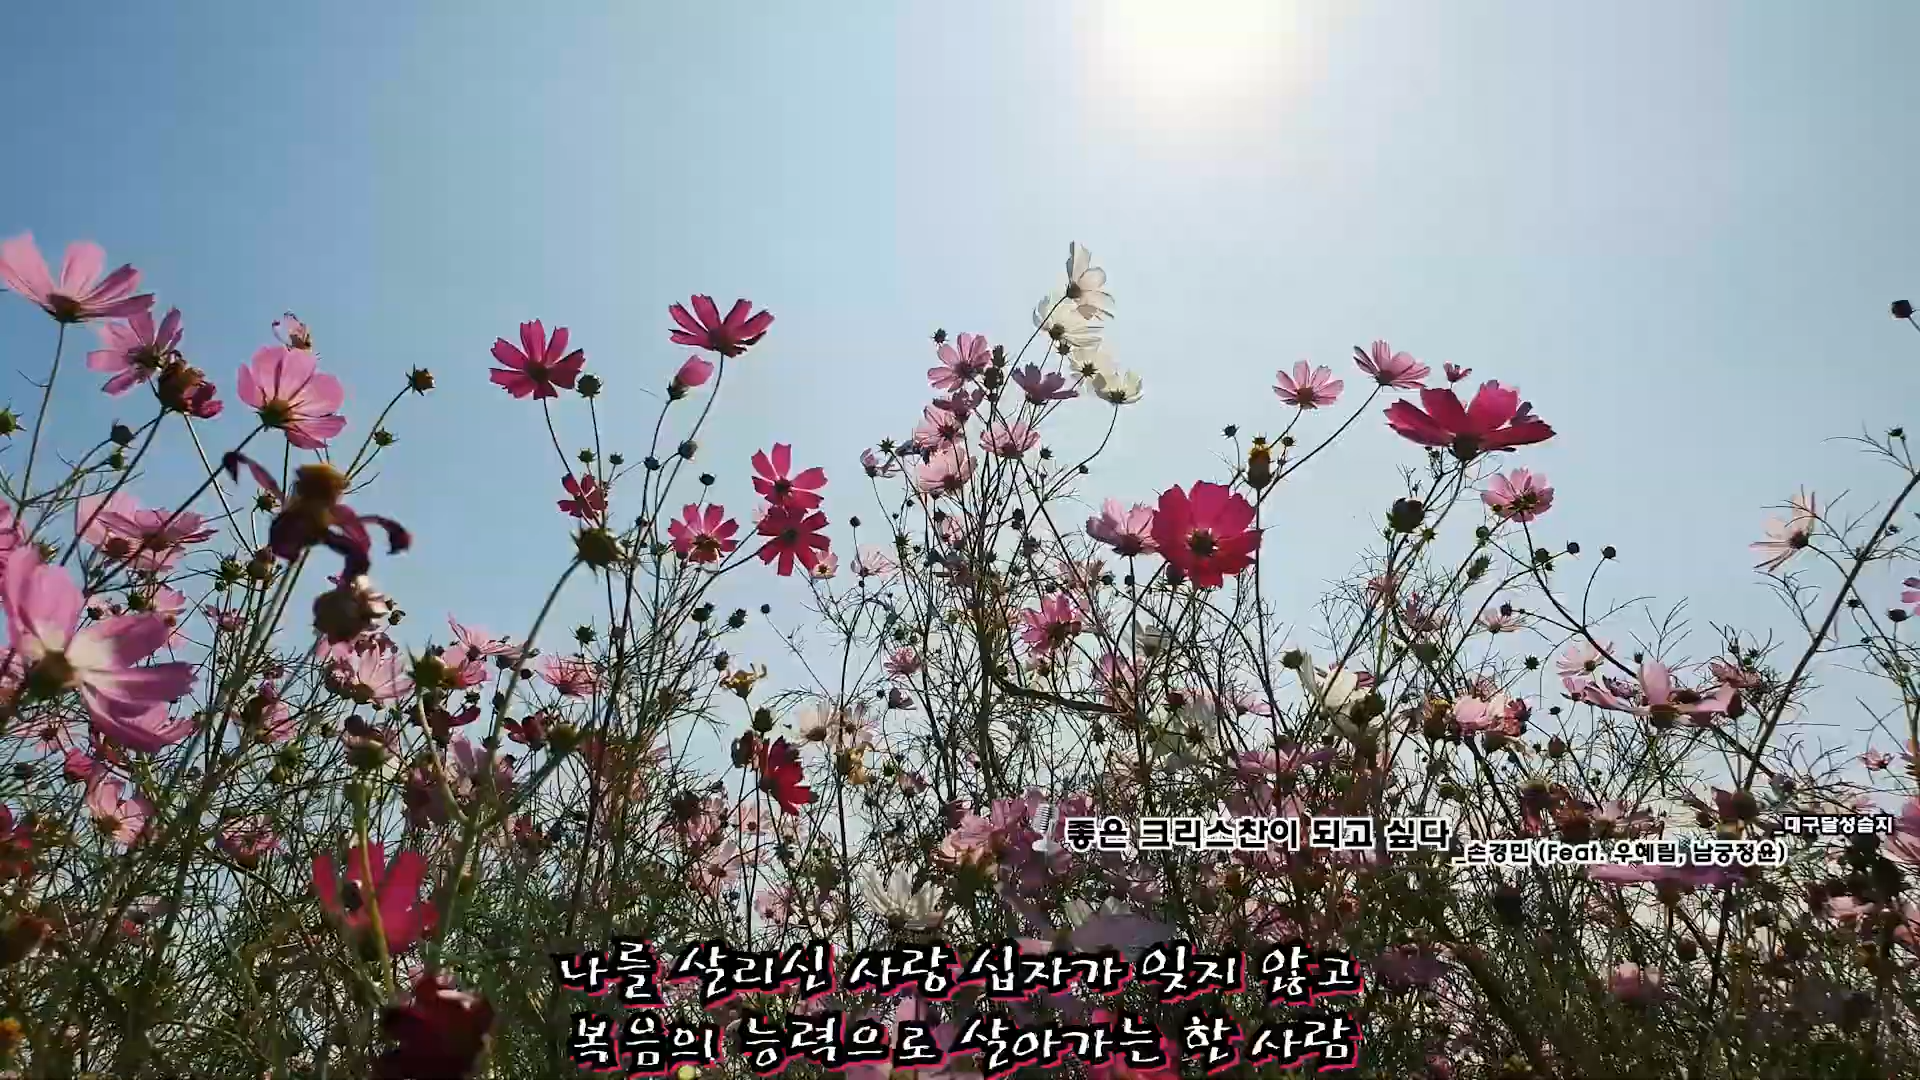 좋은 크리스찬이 되고 싶다
_손경민 (Feat. 우혜림, 남궁정윤)
_대구달성습지
나를 살리신 사랑 십자가 잊지 않고
복음의 능력으로 살아가는 한 사람